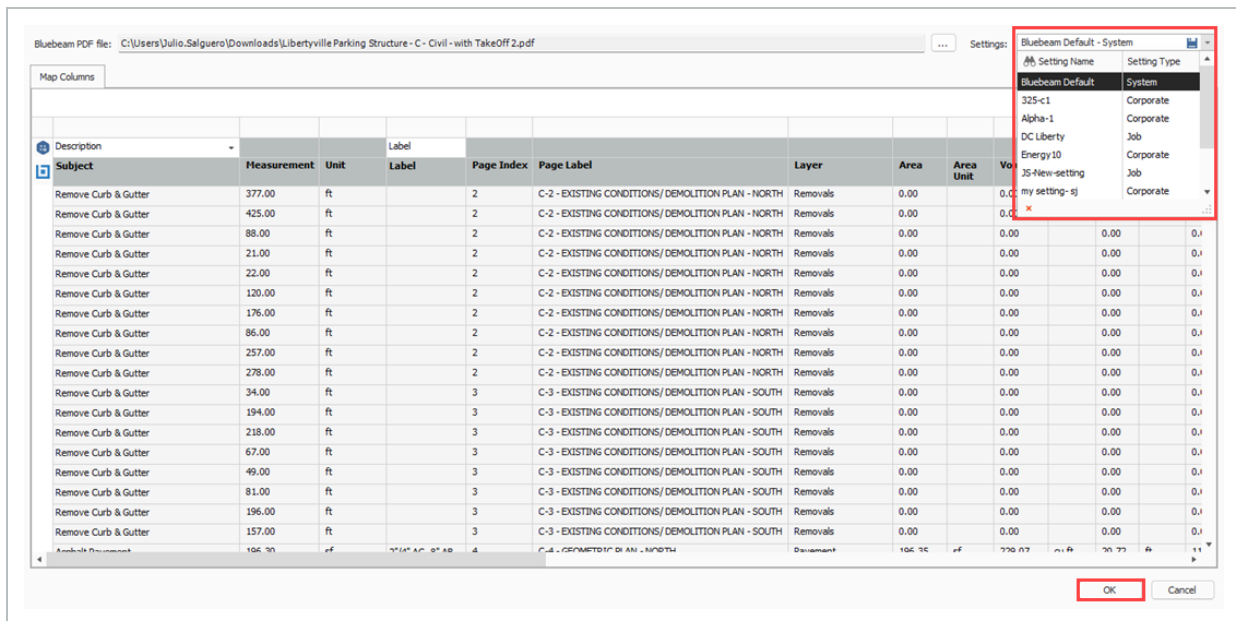 Bluebeam PDF file: C:\Users\Julio.Salguero\Downloads\Libertyville Parking Structure - C - Civil - with TakeOff 2.pdf ... Settings: Bluebeam Default - System
Setting Name Setting Type
Bluebeam Default System
325-c1 Corporate
Alpha-1 Corporate
DC Liberty Job
Energy10 Corporate
JS-New-setting Job
my setting- sj Corporate
Map Columns
Description Label
Subject Measurement Unit Label Page Index Page Label Layer Area Area Unit
Remove Curb & Gutter 377.00 ft 2 C-2 - EXISTING CONDITIONS/ DEMOLITION PLAN - NORTH Removals 0.00
Remove Curb & Gutter 425.00 ft 2 C-2 - EXISTING CONDITIONS/ DEMOLITION PLAN - NORTH Removals 0.00
Remove Curb & Gutter 88.00 ft 2 C-2 - EXISTING CONDITIONS/ DEMOLITION PLAN - NORTH Removals 0.00 0.00 0.00
Remove Curb & Gutter 21.00 ft 2 C-2 - EXISTING CONDITIONS/ DEMOLITION PLAN - NORTH Removals 0.00 0.00 0.00
Remove Curb & Gutter 22.00 ft 2 C-2 - EXISTING CONDITIONS/ DEMOLITION PLAN - NORTH Removals 0.00 0.00 0.00
Remove Curb & Gutter 120.00 ft 2 C-2 - EXISTING CONDITIONS/ DEMOLITION PLAN - NORTH Removals 0.00 0.00 0.00
Remove Curb & Gutter 176.00 ft 2 C-2 - EXISTING CONDITIONS/ DEMOLITION PLAN - NORTH Removals 0.00 0.00 0.00
Remove Curb & Gutter 86.00 ft 2 C-2 - EXISTING CONDITIONS/ DEMOLITION PLAN - NORTH Removals 0.00 0.00 0.00
Remove Curb & Gutter 257.00 ft 2 C-2 - EXISTING CONDITIONS/ DEMOLITION PLAN - NORTH Removals 0.00 0.00 0.00
Remove Curb & Gutter 278.00 ft 2 C-2 - EXISTING CONDITIONS/ DEMOLITION PLAN - NORTH Removals 0.00 0.00 0.00
Remove Curb & Gutter 34.00 ft 3 C-3 - EXISTING CONDITIONS/ DEMOLITION PLAN - SOUTH Removals 0.00 0.00 0.00
Remove Curb & Gutter 194.00 ft 3 C-3 - EXISTING CONDITIONS/ DEMOLITION PLAN - SOUTH Removals 0.00 0.00 0.00
Remove Curb & Gutter 218.00 ft 3 C-3 - EXISTING CONDITIONS/ DEMOLITION PLAN - SOUTH Removals 0.00 0.00 0.00
Remove Curb & Gutter 67.00 ft 3 C-3 - EXISTING CONDITIONS/ DEMOLITION PLAN - SOUTH Removals 0.00 0.00 0.00
Remove Curb & Gutter 49.00 ft 3 C-3 - EXISTING CONDITIONS/ DEMOLITION PLAN - SOUTH Removals 0.00 0.00 0.00
Remove Curb & Gutter 81.00 ft 3 C-3 - EXISTING CONDITIONS/ DEMOLITION PLAN - SOUTH Removals 0.00 0.00 0.00
Remove Curb & Gutter 196.00 ft 3 C-3 - EXISTING CONDITIONS/ DEMOLITION PLAN - SOUTH Removals 0.00 0.00 0.00
Remove Curb & Gutter 157.00 ft 3 C-3 - EXISTING CONDITIONS/ DEMOLITION PLAN - SOUTH Removals 0.00 0.00 0.00
Asphalt Pavement 196.30 sf 4 C-4 - GEOMETRIC PLAN - NORTH Pavement 196.35 sf 229.07 cu ft 20.72 ft
OK Cancel